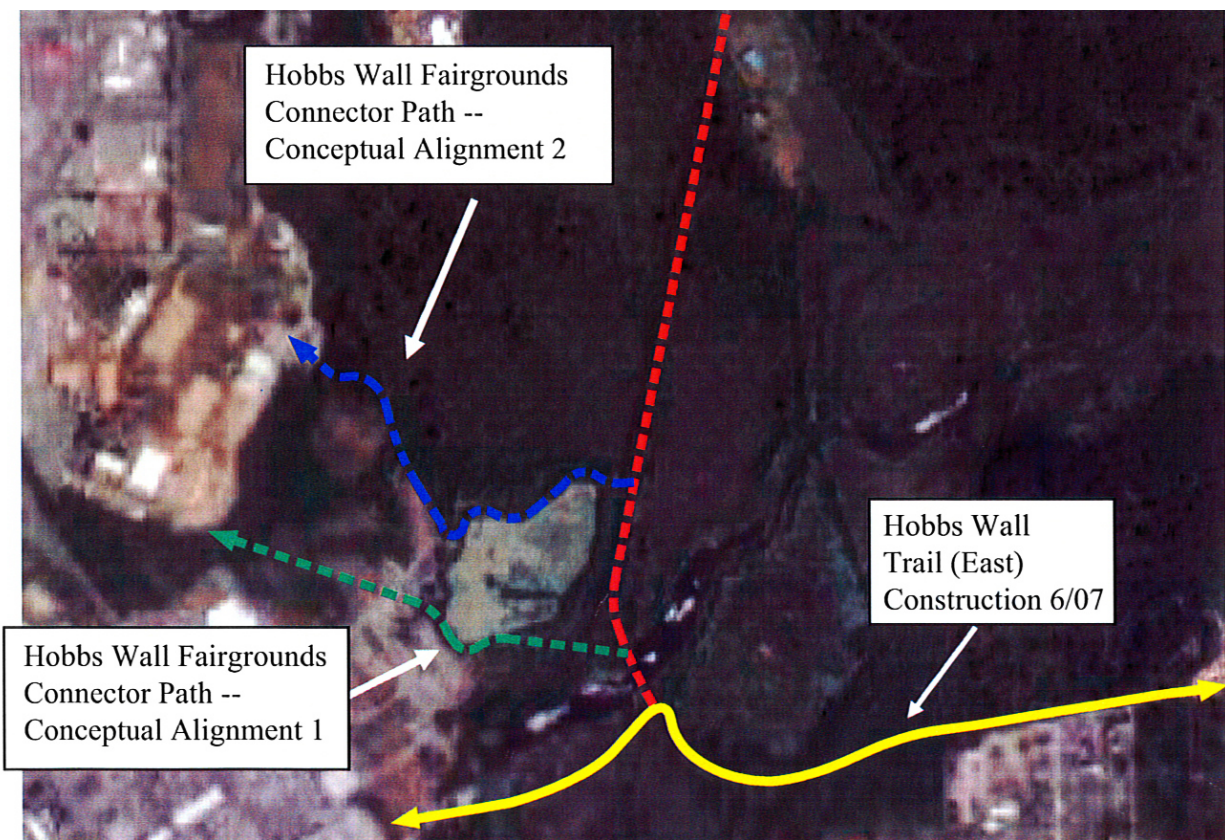 Hobbs Wall Fairgrounds
Connector Path --
Conceptual Alignment 2
Hobbs Wall
Trail (East)
Construction 6/07
Hobbs Wall Fairgrounds
Connector Path --
Conceptual Alignment 1